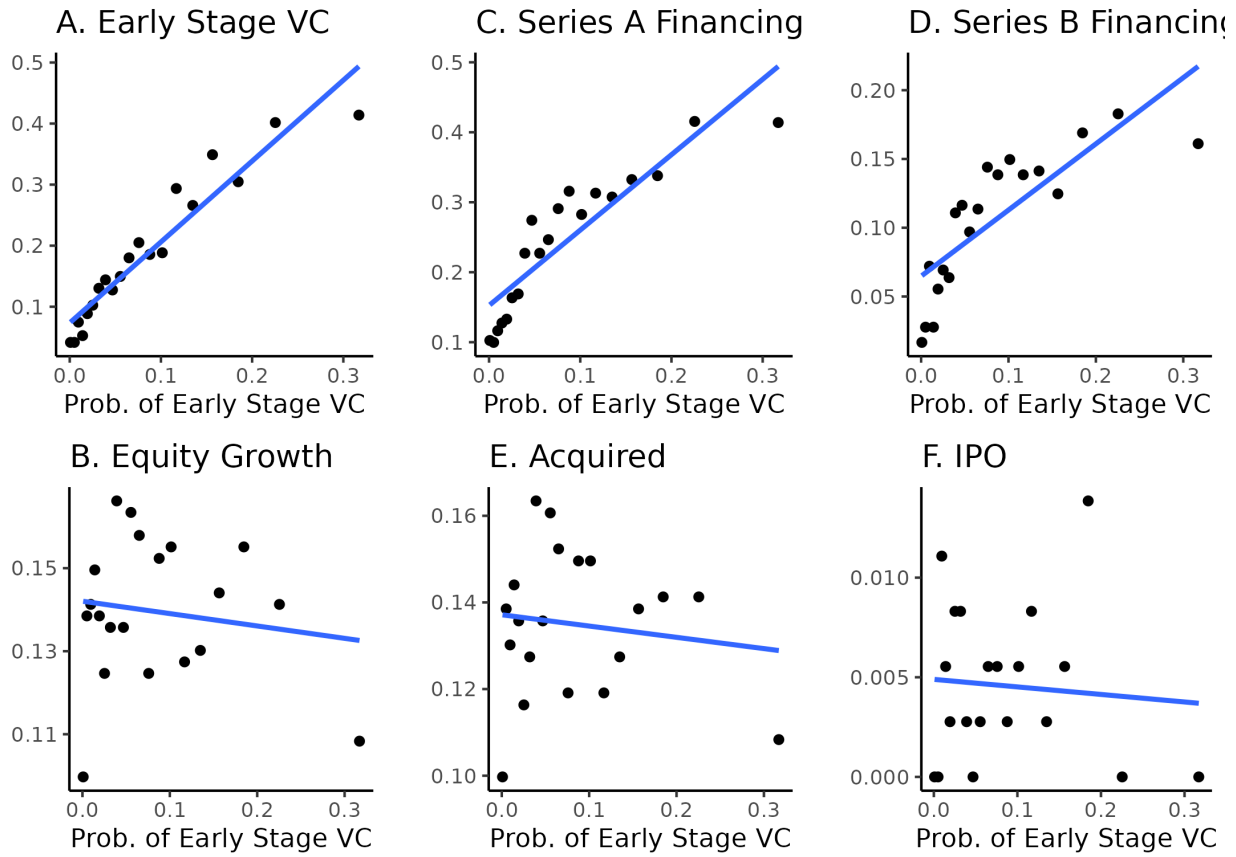 A. Early Stage VC
0.5
0.4
0.3
0.2
0.1
0.0 0.1 0.2 0.3
Prob. of Early Stage VC
C. Series A Financing
0.5
0.4
0.3
0.2
0.1
0.0 0.1 0.2 0.3
Prob. of Early Stage VC
D. Series B Financing
0.20
0.15
0.10
0.05
0.0 0.1 0.2 0.3
Prob. of Early Stage VC
B. Equity Growth
0.15
0.13
0.11
0.0 0.1 0.2 0.3
Prob. of Early Stage VC
E. Acquired
0.16
0.14
0.12
0.10
0.0 0.1 0.2 0.3
Prob. of Early Stage VC
F. IPO
0.010
0.005
0.000
0.0 0.1 0.2 0.3
Prob. of Early Stage VC